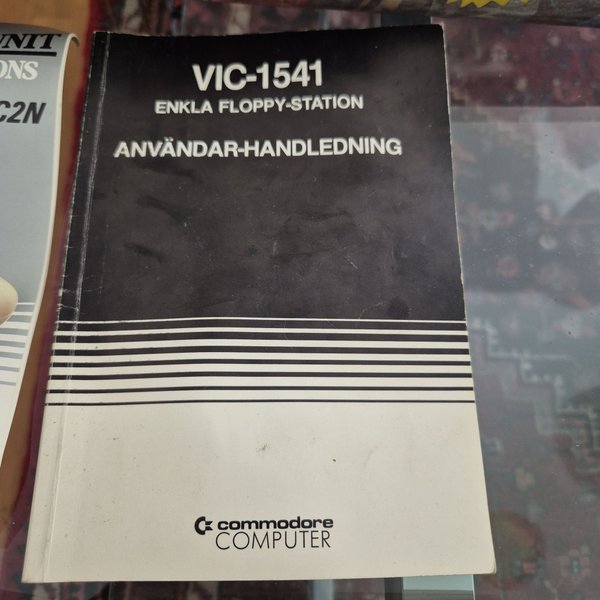 UNIT
ONS
C2N
VIC-1541
ENKLA FLOPPY-STATION
ANVÄNDAR-HANDLEDNING
commodore
COMPUTER